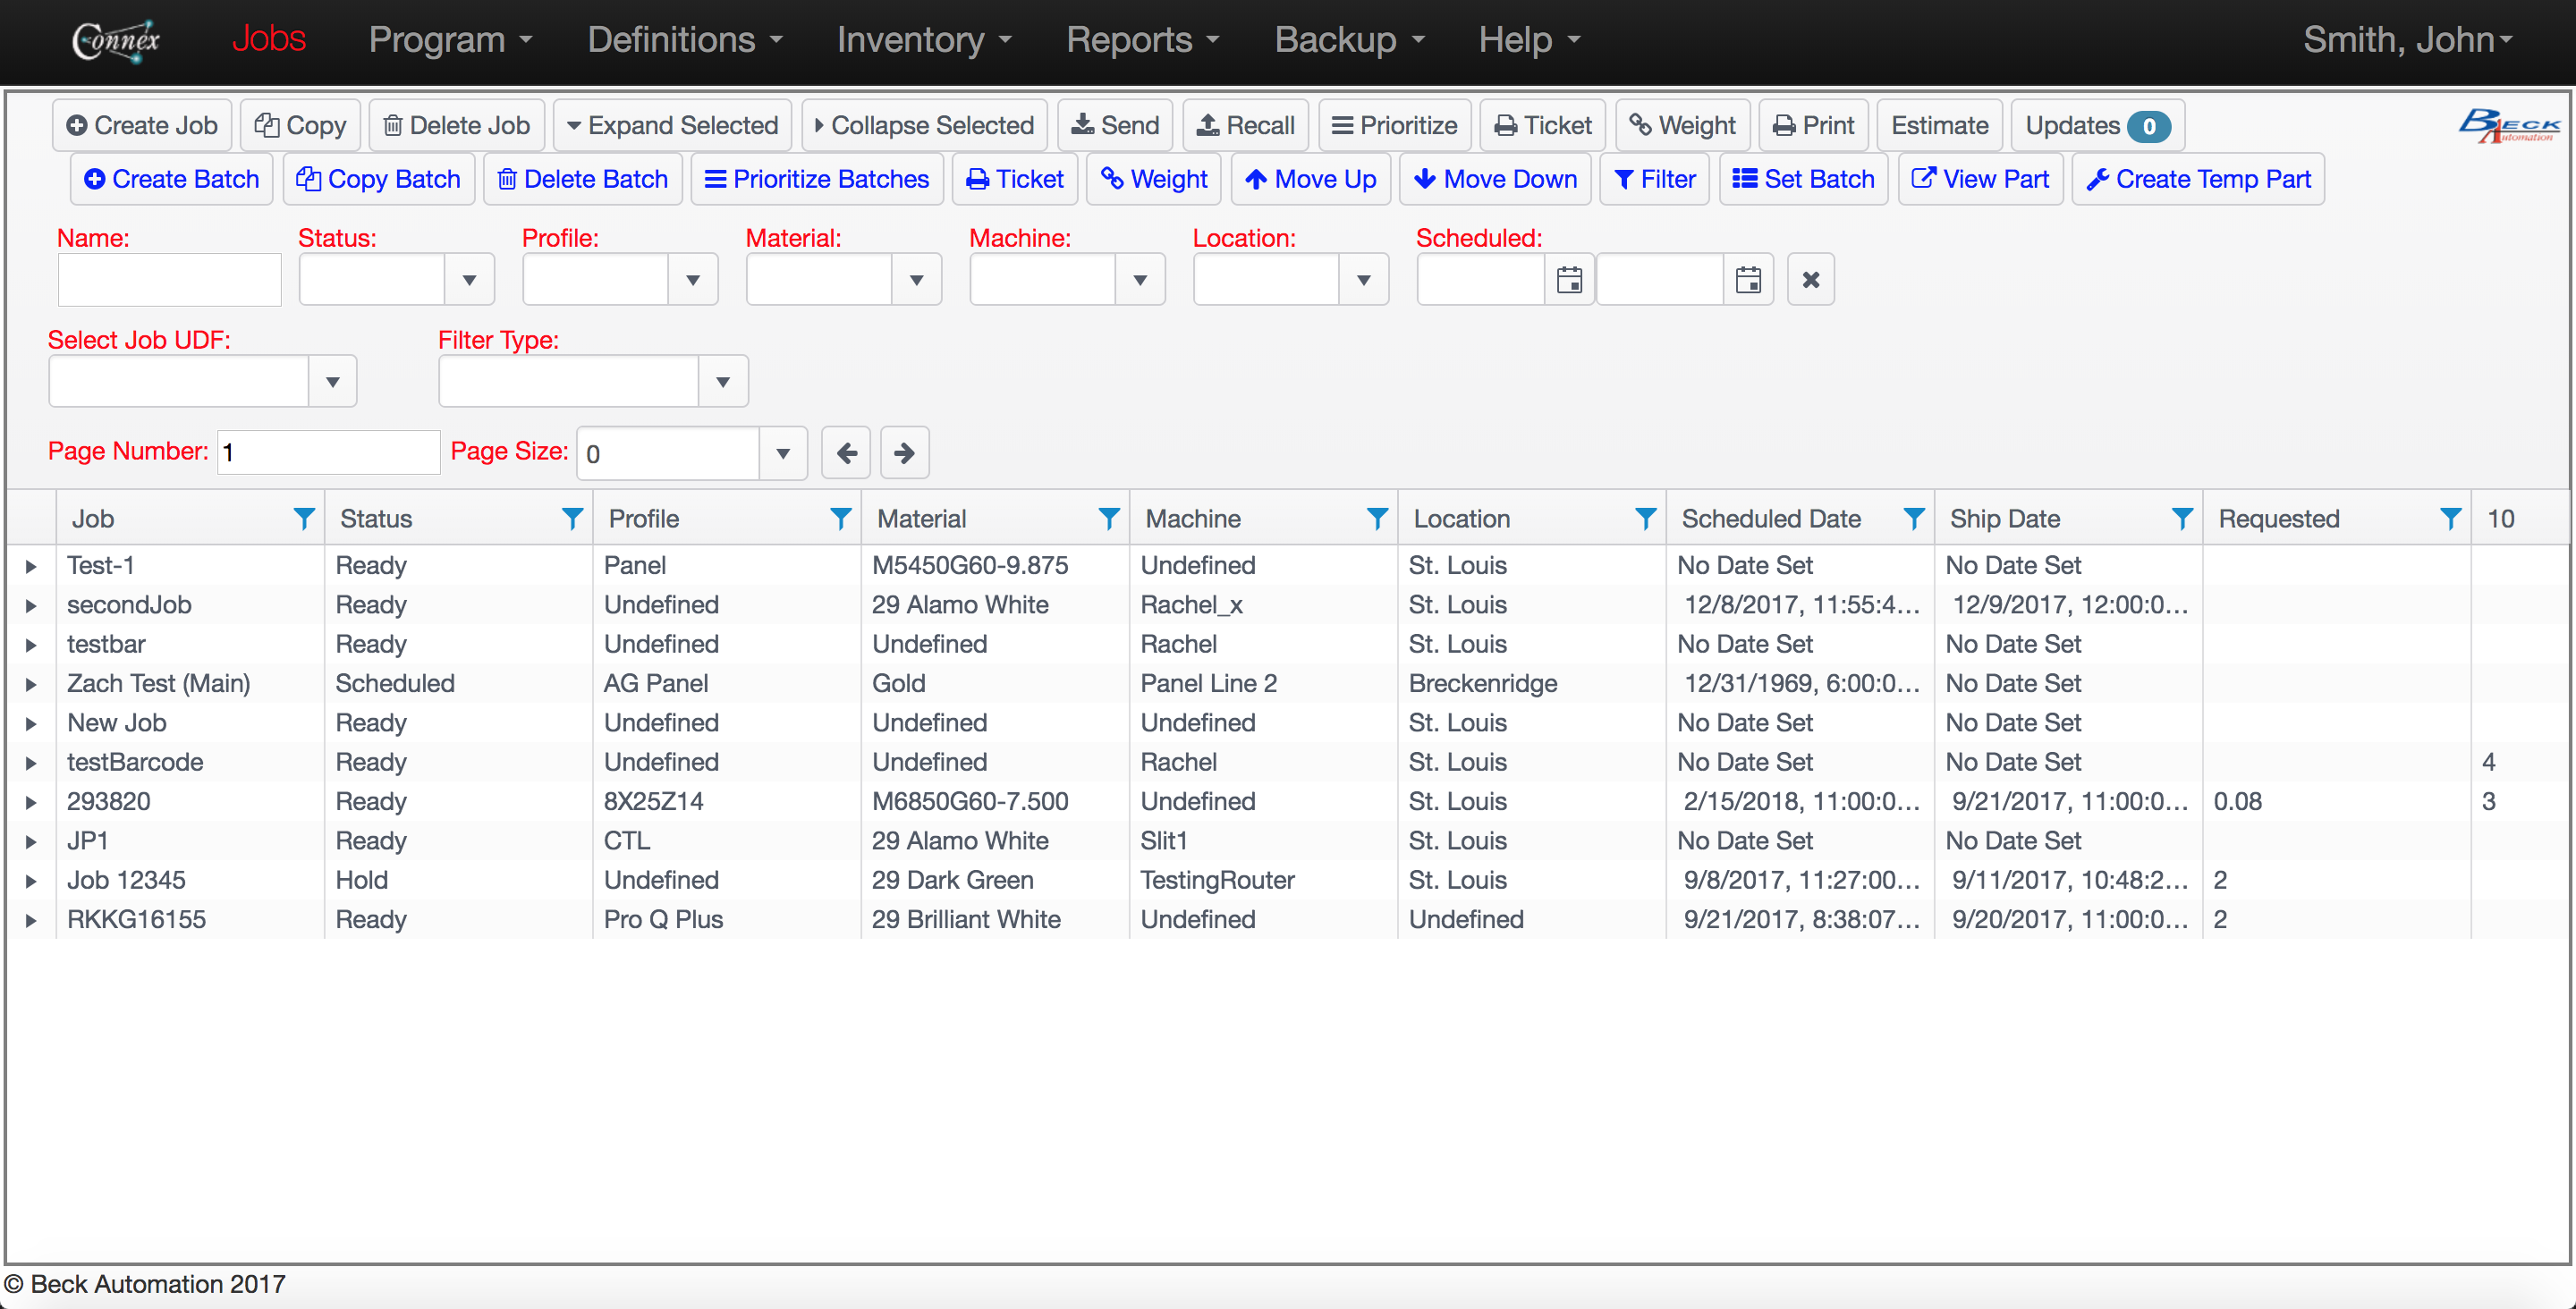 Connex Jobs Program Definitions Inventory Reports Backup Help Smith, John
Create Job Copy Delete Job Expand Selected Collapse Selected Send Recall Prioritize Ticket Weight Print Estimate Updates 0 BECK Automation
Create Batch Copy Batch Delete Batch Prioritize Batches Ticket Weight Move Up Move Down Filter Set Batch View Part Create Temp Part
Name: Status: Profile: Material: Machine: Location: Scheduled:
Select Job UDF: Filter Type:
Page Number: 1 Page Size: 0
Job Status Profile Material Machine Location Scheduled Date Ship Date Requested 10
Test-1 Ready Panel M5450G60-9.875 Undefined St. Louis No Date Set No Date Set
secondJob Ready Undefined 29 Alamo White Rachel_x St. Louis 12/8/2017, 11:55:4... 12/9/2017, 12:00:0...
testbar Ready Undefined Undefined Rachel St. Louis No Date Set No Date Set
Zach Test (Main) Scheduled AG Panel Gold Panel Line 2 Breckenridge 12/31/1969, 6:00:0... No Date Set
New Job Ready Undefined Undefined Undefined St. Louis No Date Set No Date Set
testBarcode Ready Undefined Undefined Rachel St. Louis No Date Set No Date Set 4
293820 Ready 8X25Z14 M6850G60-7.500 Undefined St. Louis 2/15/2018, 11:00:0... 9/21/2017, 11:00:0... 0.08 3
JP1 Ready CTL 29 Alamo White Slit1 St. Louis No Date Set No Date Set
Job 12345 Hold Undefined 29 Dark Green TestingRouter St. Louis 9/8/2017, 11:27:00... 9/11/2017, 10:48:2... 2
RKKG16155 Ready Pro Q Plus 29 Brilliant White Undefined Undefined 9/21/2017, 8:38:07... 9/20/2017, 11:00:0... 2
© Beck Automation 2017